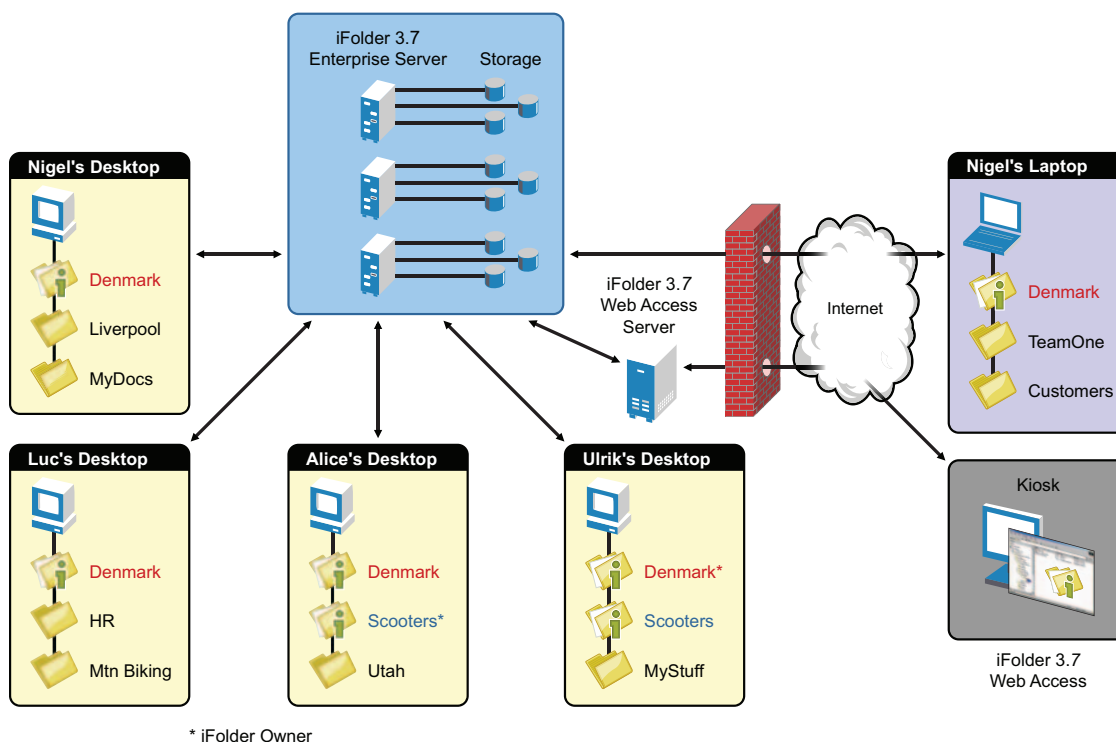 iFolder 3.7
Enterprise Server
Storage
Nigel's Desktop
Denmark
Liverpool
MyDocs
iFolder 3.7
Web Access
Server
Internet
Nigel's Laptop
Denmark
TeamOne
Customers
Luc's Desktop
Denmark
HR
Mtn Biking
Alice's Desktop
Denmark
Scooters*
Utah
Ulrik's Desktop
Denmark*
Scooters
MyStuff
Kiosk
iFolder 3.7
Web Access
* iFolder Owner